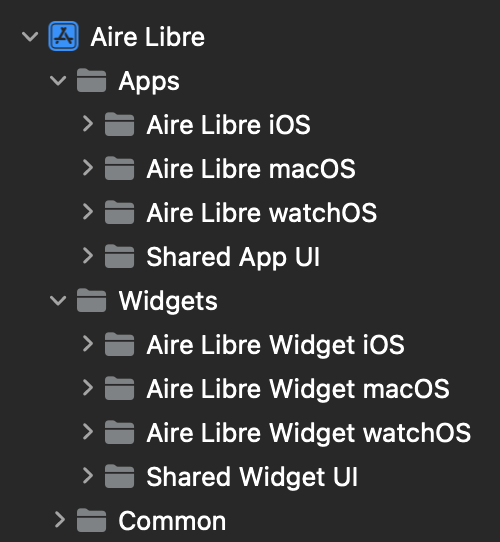 Aire Libre
Apps
Aire Libre iOS
Aire Libre macOS
Aire Libre watchOS
Shared App UI
Widgets
Aire Libre Widget iOS
Aire Libre Widget macOS
Aire Libre Widget watchOS
Shared Widget UI
Common